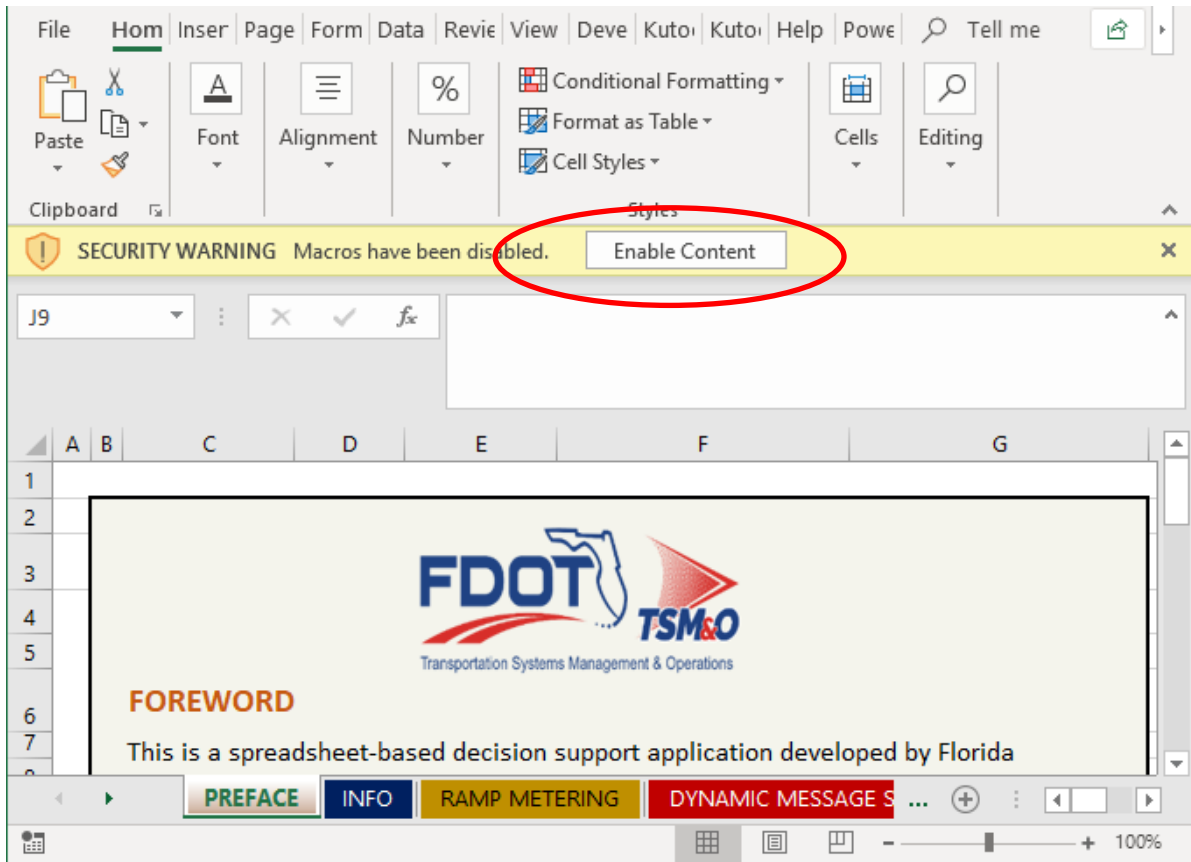 File Hom Inser Page Form Data Revie View Deve Kuto Kuto Help Powe Tell me
Paste Font Alignment Number Conditional Formatting Format as Table Cell Styles Cells Editing
Clipboard Styles
SECURITY WARNING Macros have been disabled. Enable Content
J9 fx
A B C D E F G
1
2
3
4
5
6
7
FDOT
TSM&O
Transportation Systems Management & Operations
FOREWORD
This is a spreadsheet-based decision support application developed by Florida
PREFACE INFO RAMP METERING DYNAMIC MESSAGE S ...
100%